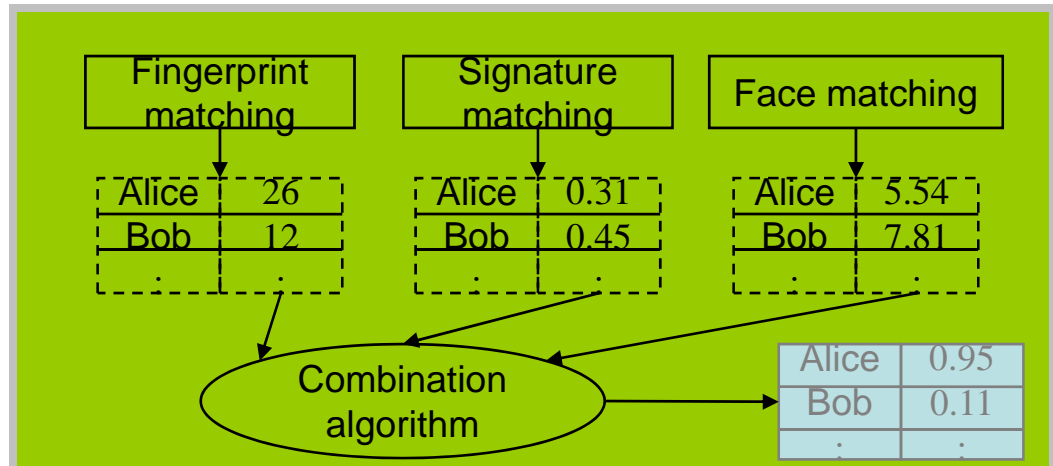 Fingerprint
matching
Signature
matching
Face matching
Alice 26
Bob 12
: :
Alice 0.31
Bob 0.45
: :
Alice 5.54
Bob 7.81
: :
Combination
algorithm
Alice 0.95
Bob 0.11
: :